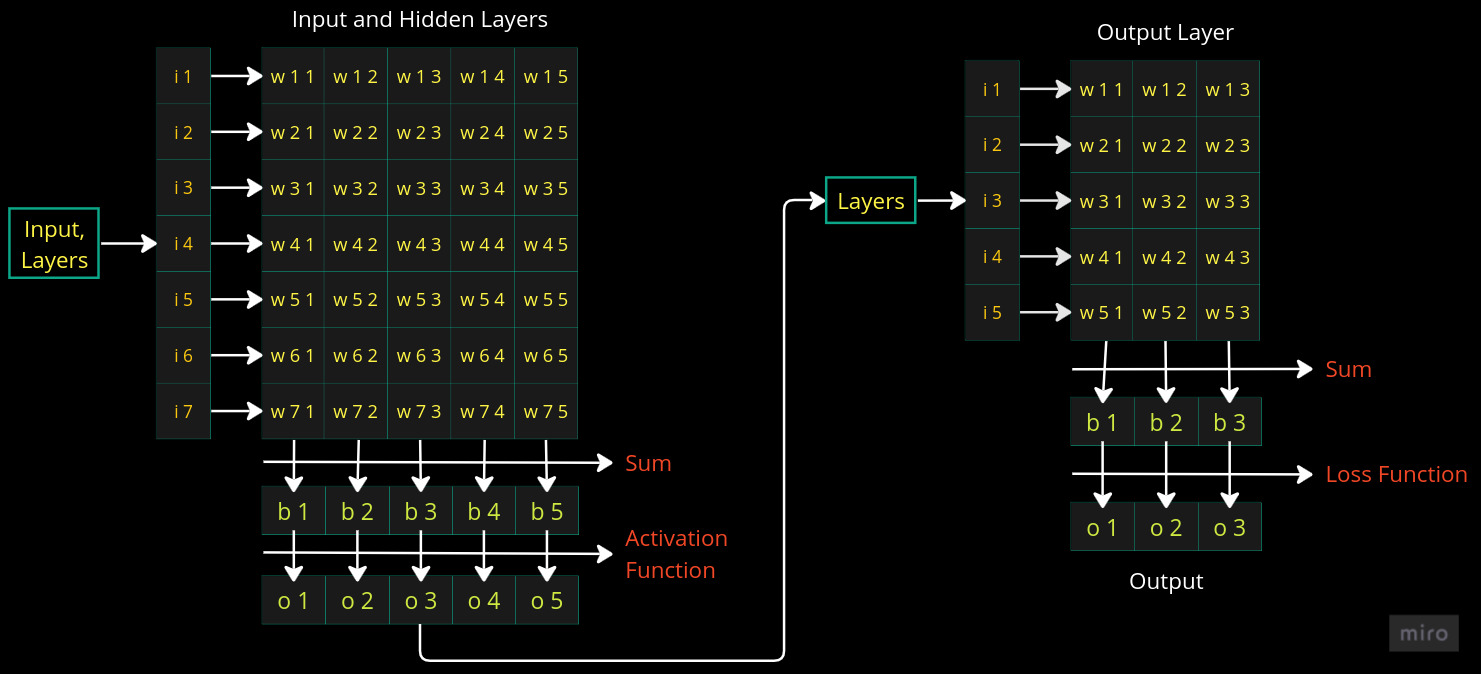 Input and Hidden Layers
i 1 w 1 1 w 1 2 w 1 3 w 1 4 w 1 5
i 2 w 2 1 w 2 2 w 2 3 w 2 4 w 2 5
i 3 w 3 1 w 3 2 w 3 3 w 3 4 w 3 5
Input,
Layers
i 4 w 4 1 w 4 2 w 4 3 w 4 4 w 4 5
i 5 w 5 1 w 5 2 w 5 3 w 5 4 w 5 5
i 6 w 6 1 w 6 2 w 6 3 w 6 4 w 6 5
i 7 w 7 1 w 7 2 w 7 3 w 7 4 w 7 5
Sum
b 1 b 2 b 3 b 4 b 5
Activation
Function
o 1 o 2 o 3 o 4 o 5
Output Layer
i 1 w 1 1 w 1 2 w 1 3
i 2 w 2 1 w 2 2 w 2 3
Layers
i 3 w 3 1 w 3 2 w 3 3
i 4 w 4 1 w 4 2 w 4 3
i 5 w 5 1 w 5 2 w 5 3
Sum
b 1 b 2 b 3
Loss Function
o 1 o 2 o 3
Output
miro